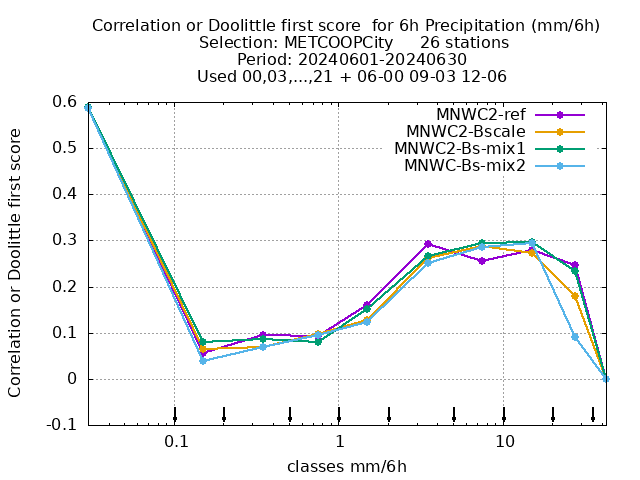 Correlation or Doolittle first score  for 6h Precipitation (mm/6h)
Selection: METCOOPCity     26 stations
Period: 20240601-20240630
Used 00,03,...,21 + 06-00 09-03 12-06
MNWC2-ref
MNWC2-Bscale
MNWC2-Bs-mix1
MNWC-Bs-mix2
Correlation or Doolittle first score
0.6
0.5
0.4
0.3
0.2
0.1
0
-0.1
0.1 1 10
classes mm/6h